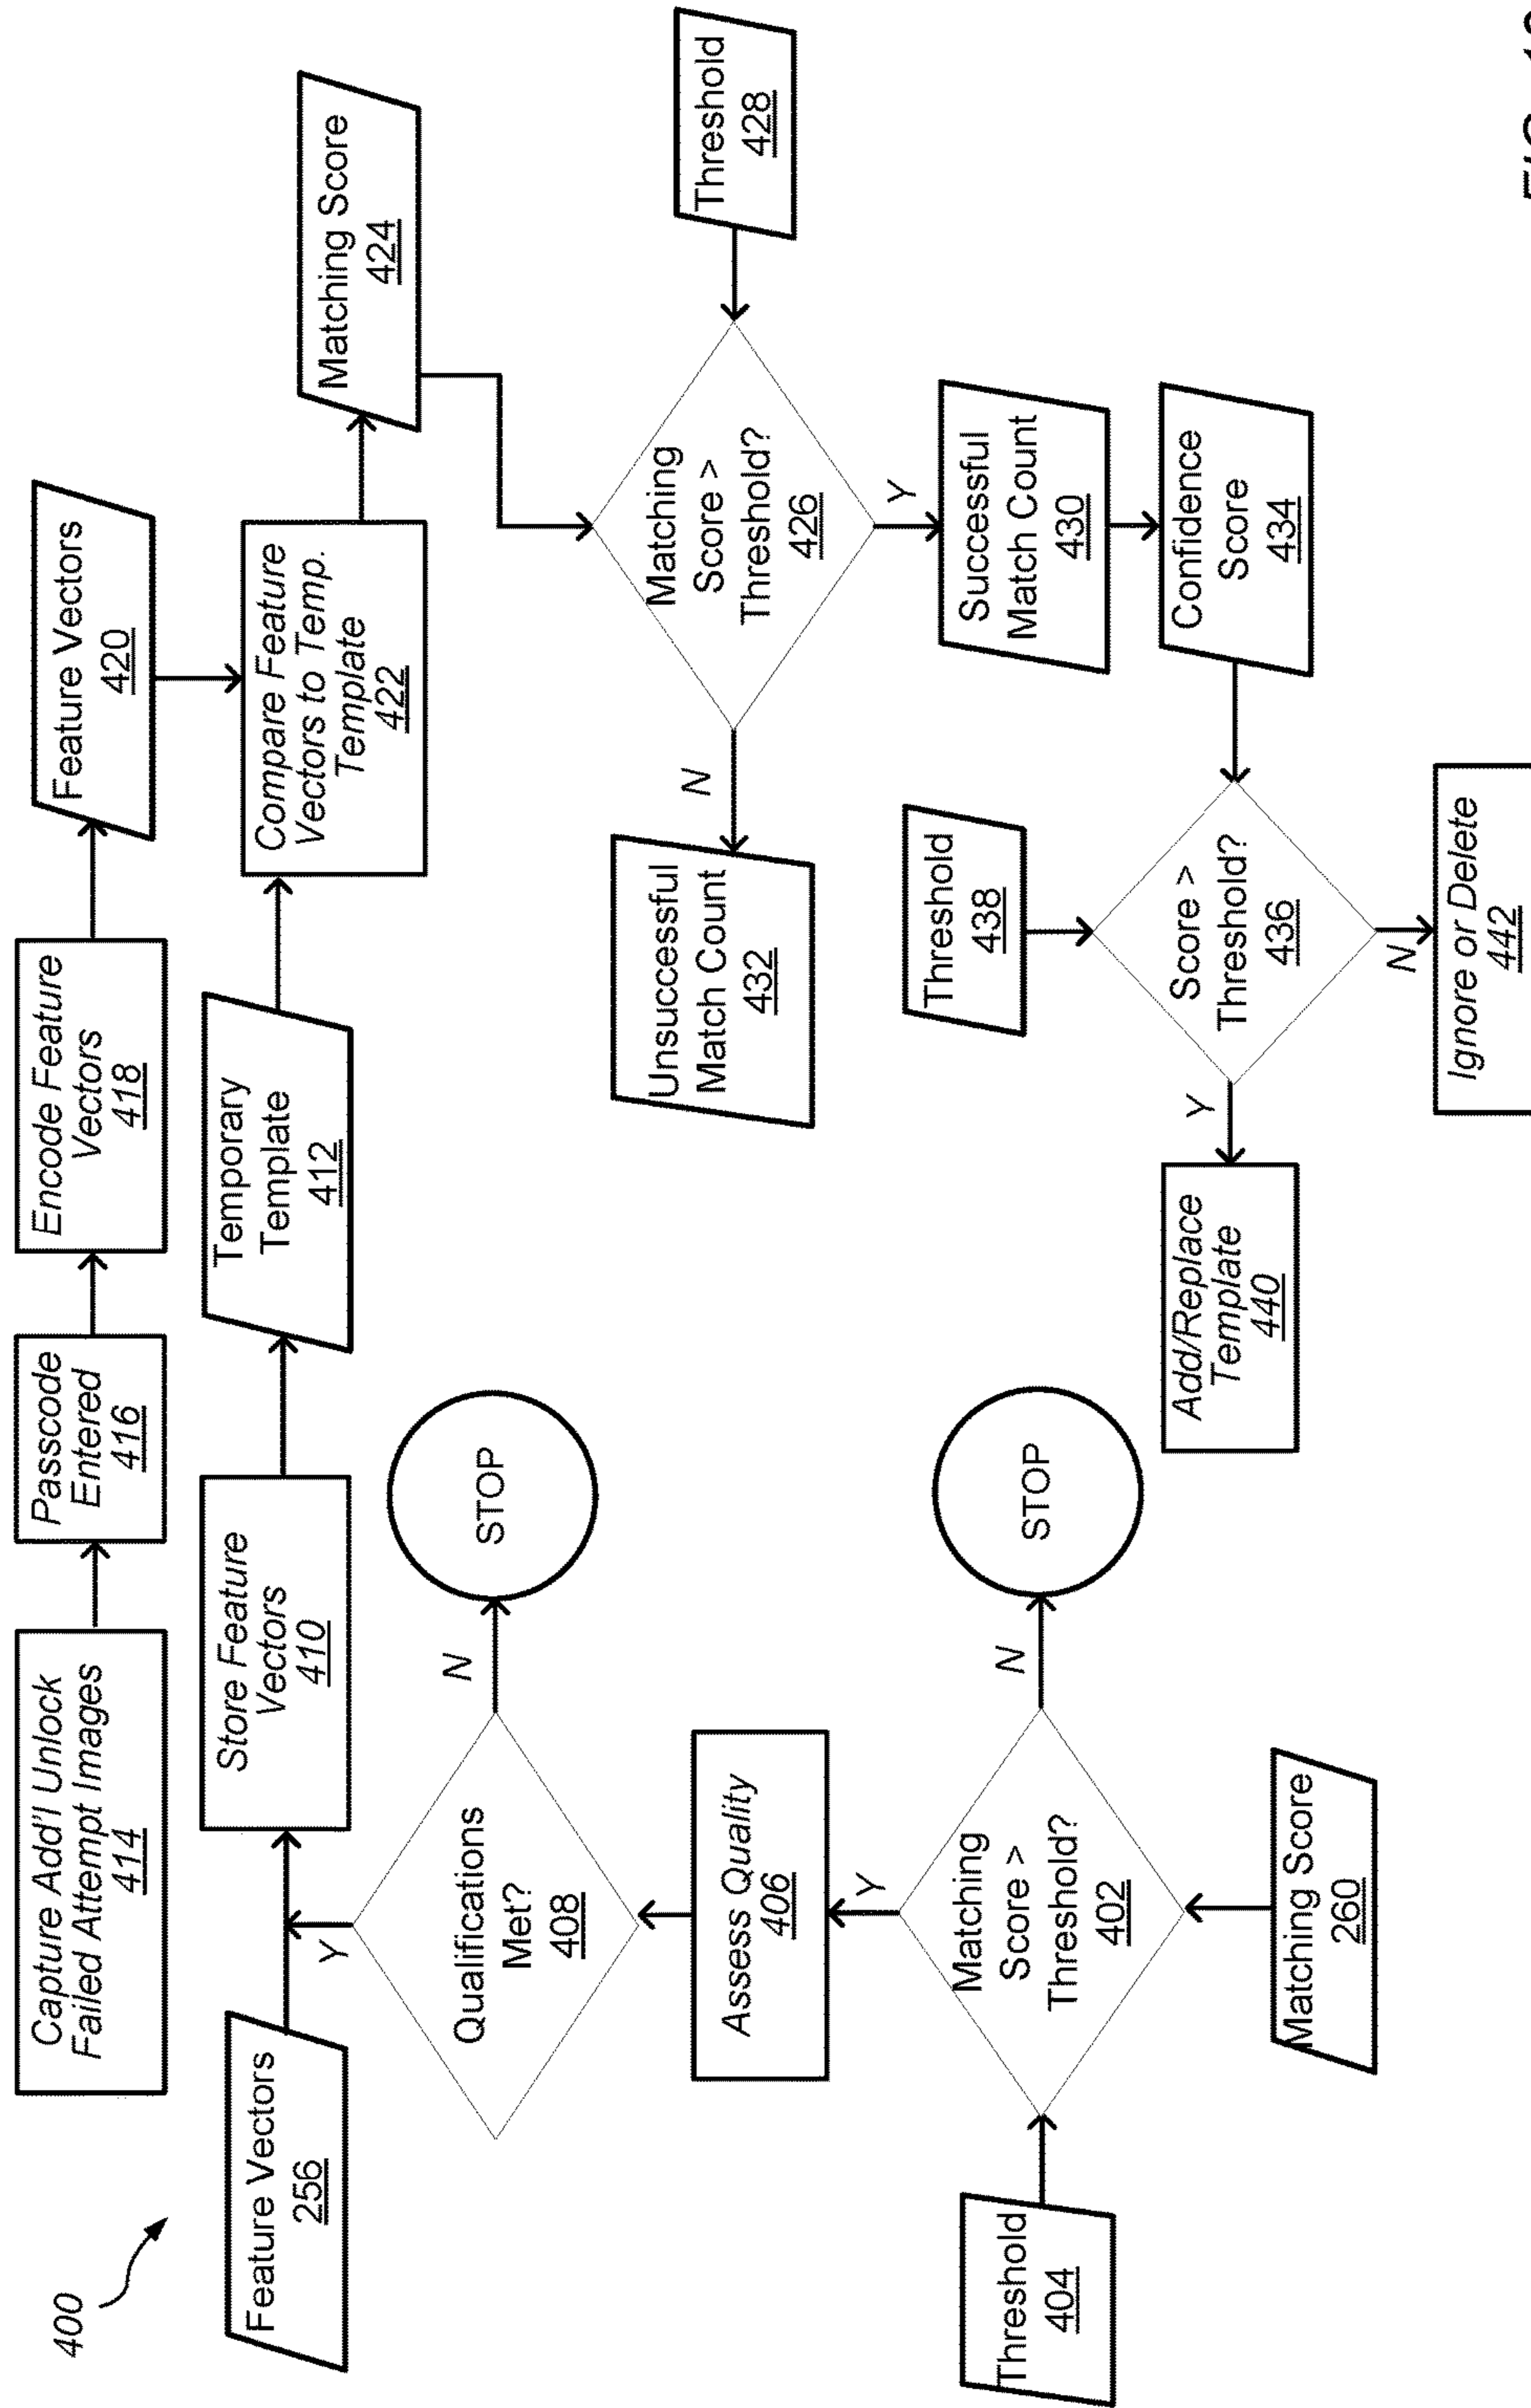 400
Capture Add'l Unlock
Failed Attempt Images
414
Passcode
Entered
416
Encode Feature
Vectors
418
Feature Vectors
420
Feature Vectors
256
Store Feature
Vectors
410
Temporary
Template
412
Compare Feature
Vectors to Temp.
Template
422
Matching Score
424
Y
Qualifications
Met?
408
N
STOP
Assess Quality
406
Y
Threshold
404
Matching
Score >
Threshold?
402
N
STOP
Matching Score
260
Unsuccessful
Match Count
432
N
Matching
Score >
Threshold?
426
Threshold
428
Y
Successful
Match Count
430
Confidence
Score
434
Threshold
438
Score >
Threshold?
436
Y
Add/Replace
Template
440
N
Ignore or Delete
442